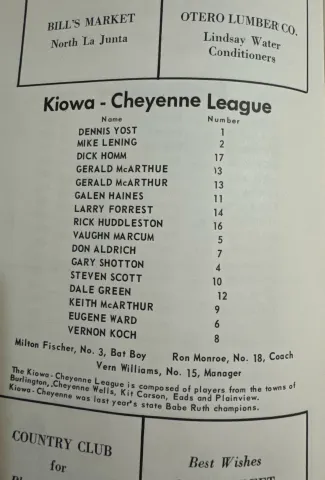 BILL'S MARKET
North La Junta
OTERO LUMBER CO.
Lindsay Water
Conditioners
Kiowa - Cheyenne League
Name Number
DENNIS YOST 1
MIKE LENING 2
DICK HOMM 17
GERALD McARTHUE 13
GERALD McARTHUR 13
GALEN HAINES 11
LARRY FORREST 14
RICK HUDDLESTON 16
VAUGHN MARCUM 5
DON ALDRICH 7
GARY SHOTTON 4
STEVEN SCOTT 10
DALE GREEN 12
KEITH McARTHUR 9
EUGENE WARD 6
VERNON KOCH 8
Milton Fischer, No. 3, Bat Boy Ron Monroe, No. 18, Coach
Vern Williams, No. 15, Manager
The Kiowa-Cheyenne League is composed of players from the towns of
Burlington, Cheyenne Wells, Kit Carson, Eads and Plainview.
Kiowa-Cheyenne was last year's state Babe Ruth champions.
COUNTRY CLUB
for
Best Wishes